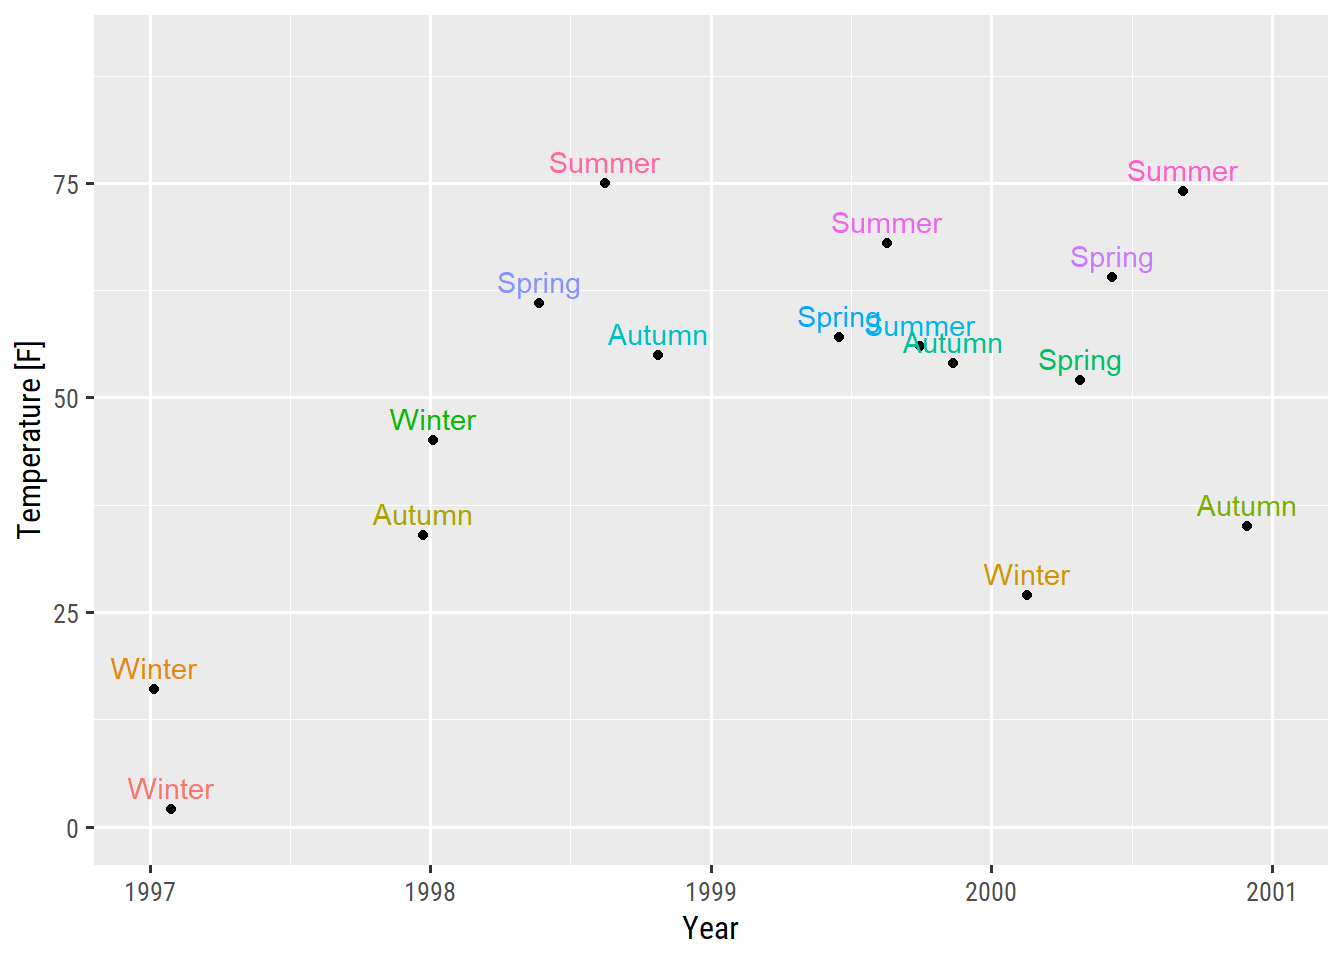 Summer
Summer
75
Summer
Spring
Spring
Spring
Summer
Autumn
Autumn
Spring
50
Winter
Autumn
Autumn
Winter
25
Winter
Winter
0
Temperature [F]
1997 1998 1999 2000 2001
Year